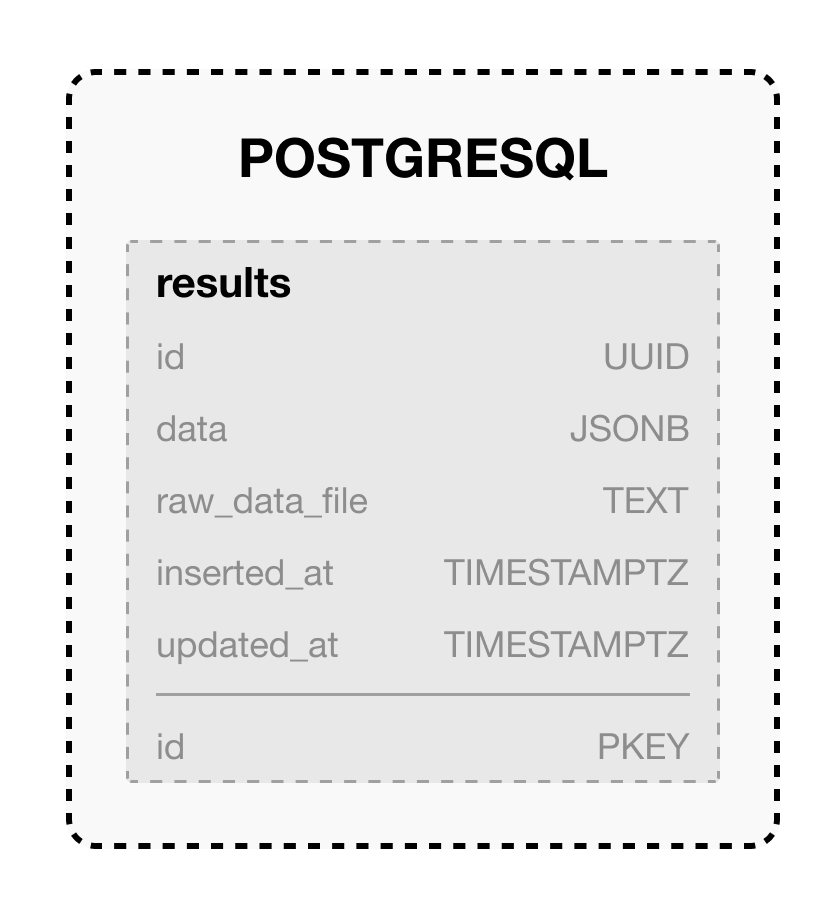 POSTGRESQL
results
id UUID
data JSONB
raw_data_file TEXT
inserted_at TIMESTAMPTZ
updated_at TIMESTAMPTZ
id PKEY